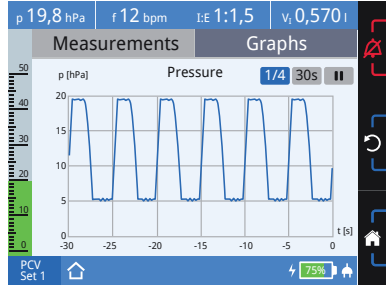 p 19,8 hPa f 12 bpm I:E 1:1,5 VI 0,570 l
Measurements Graphs
50
40
30
20
10
0
p [hPa] Pressure 1/4 30s
20
15
10
5
0
t [s]
-30 -25 -20 -15 -10 -5 0
PCV
Set 1
75%